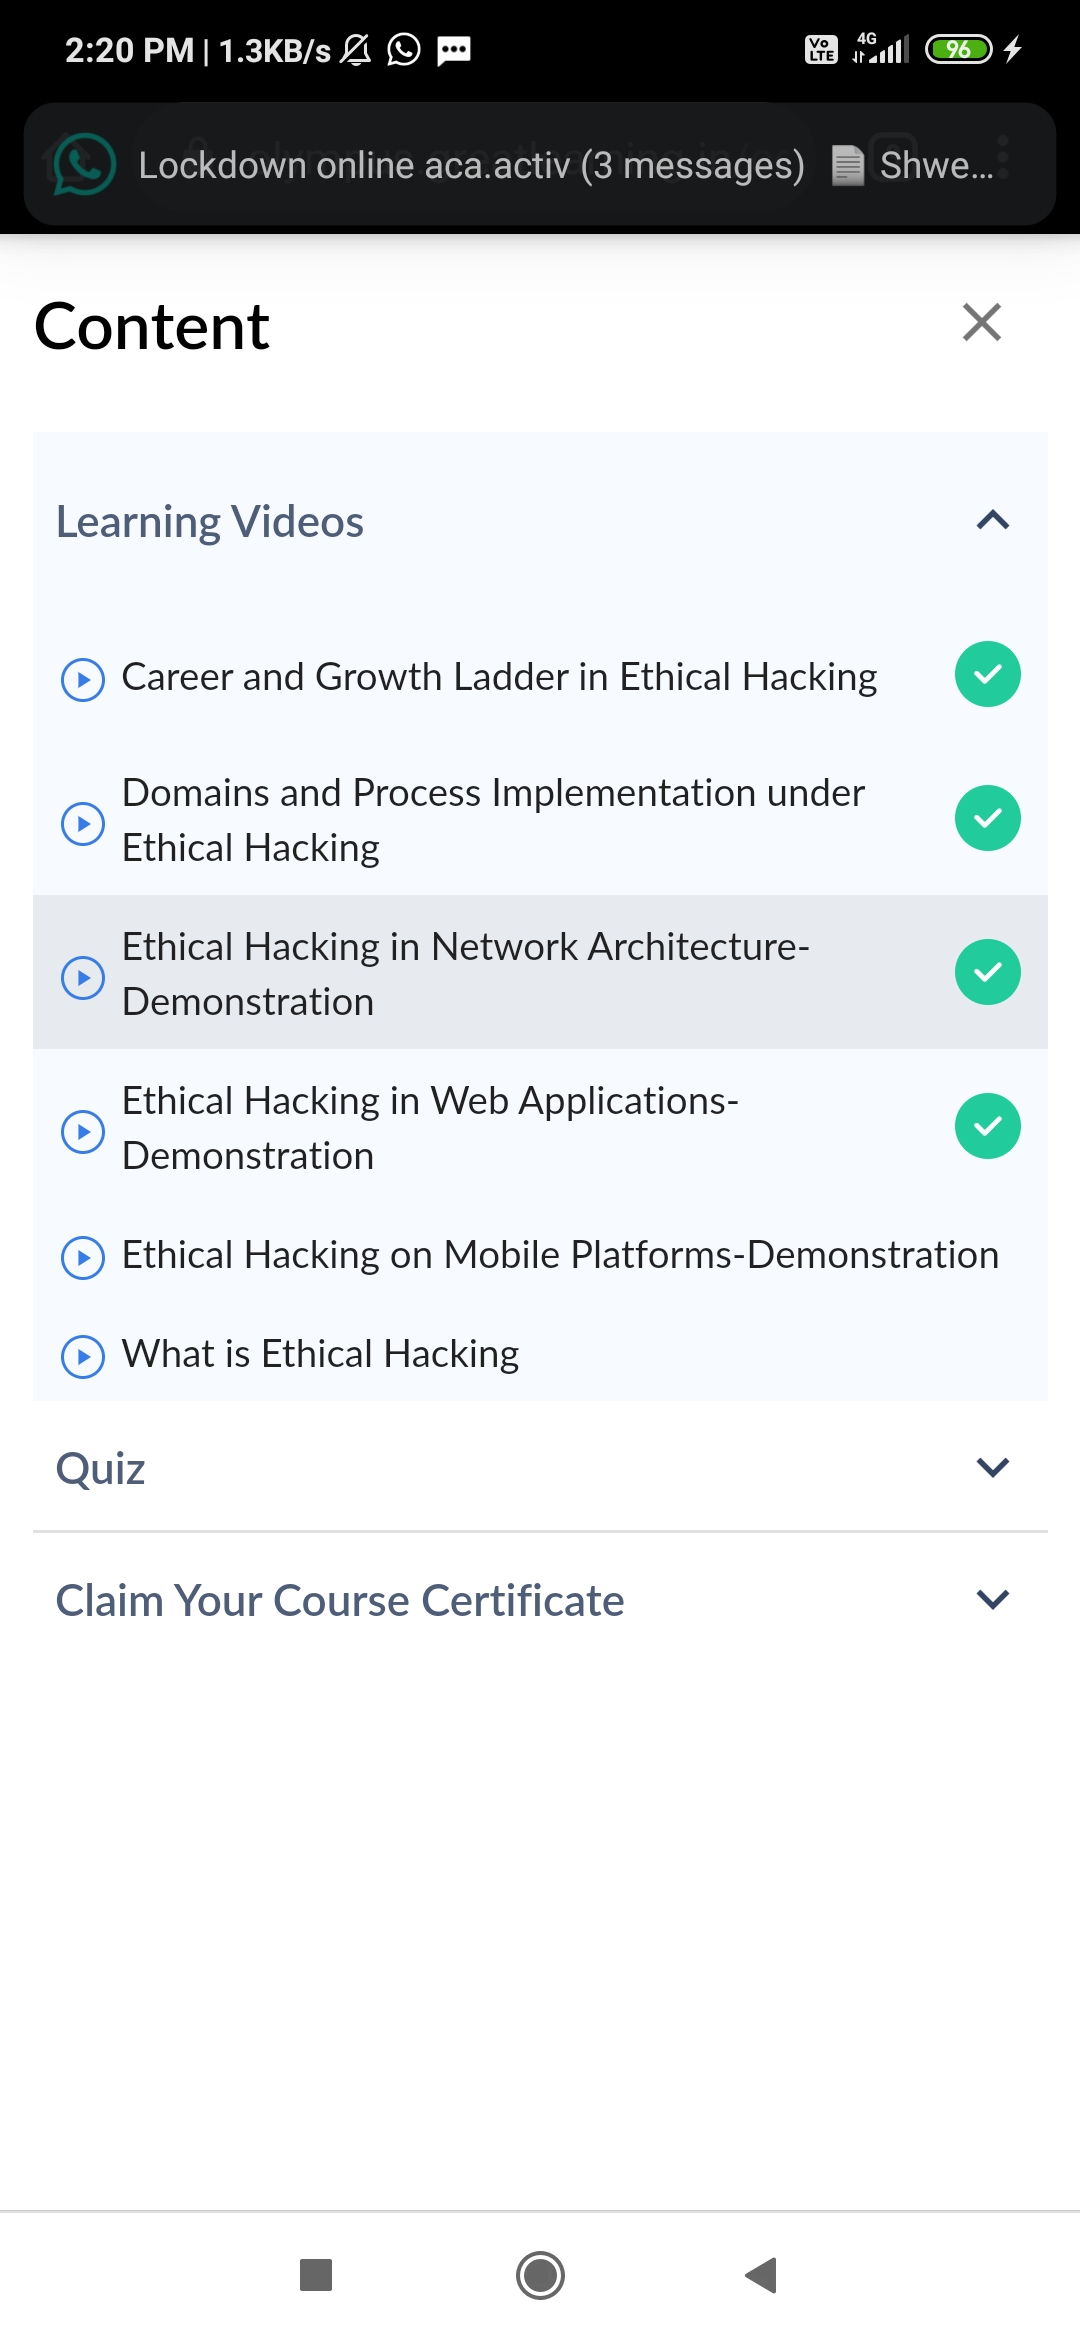 2:20 PM | 1.3KB/s
Vo LTE 4G 96
Lockdown online aca.activ (3 messages) Shwe...
Content
Learning Videos
Career and Growth Ladder in Ethical Hacking
Domains and Process Implementation under
Ethical Hacking
Ethical Hacking in Network Architecture-
Demonstration
Ethical Hacking in Web Applications-
Demonstration
Ethical Hacking on Mobile Platforms-Demonstration
What is Ethical Hacking
Quiz
Claim Your Course Certificate